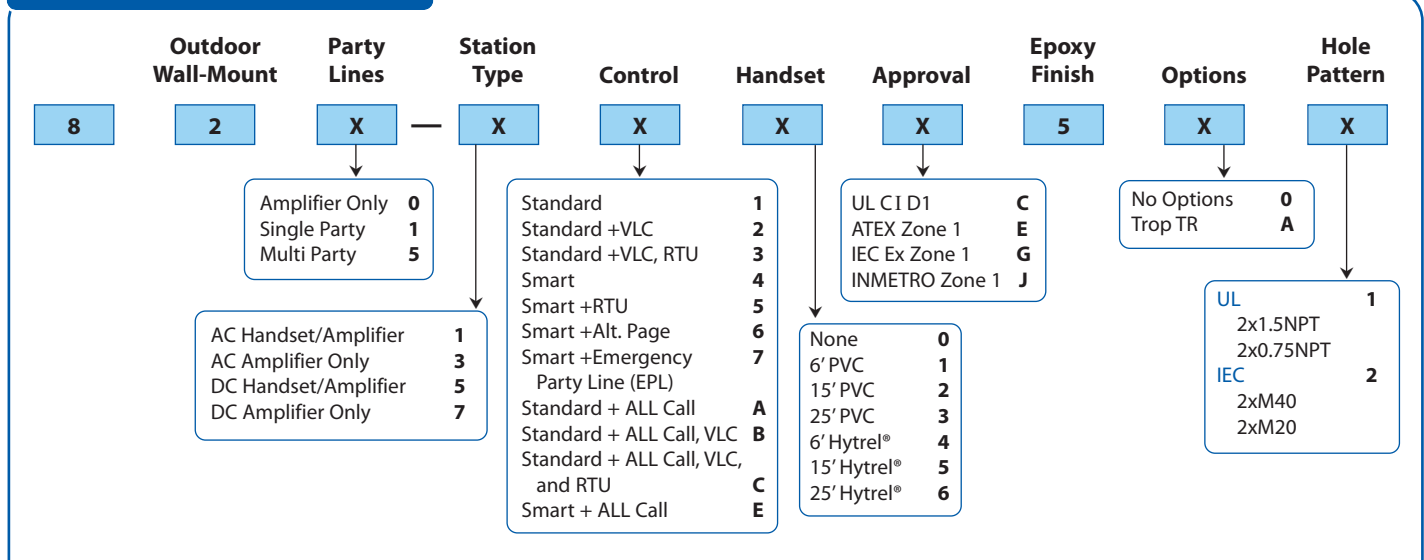 Outdoor Wall-Mount
Party Lines
Station Type
Control
Handset
Approval
Epoxy Finish
Options
Hole Pattern
8 2 X — X X X X 5 X X
Amplifier Only 0
Single Party 1
Multi Party 5
AC Handset/Amplifier 1
AC Amplifier Only 3
DC Handset/Amplifier 5
DC Amplifier Only 7
Standard 1
Standard +VLC 2
Standard +VLC, RTU 3
Smart 4
Smart +RTU 5
Smart +Alt. Page 6
Smart +Emergency 7
Party Line (EPL)
Standard + ALL Call A
Standard + ALL Call, VLC B
Standard + ALL Call, VLC,
and RTU C
Smart + ALL Call E
None 0
6' PVC 1
15' PVC 2
25' PVC 3
6' Hytrel® 4
15' Hytrel® 5
25' Hytrel® 6
UL C I D1 C
ATEX Zone 1 E
IEC Ex Zone 1 G
INMETRO Zone 1 J
No Options 0
Trop TR A
UL 1
2x1.5NPT
2x0.75NPT
IEC 2
2xM40
2xM20